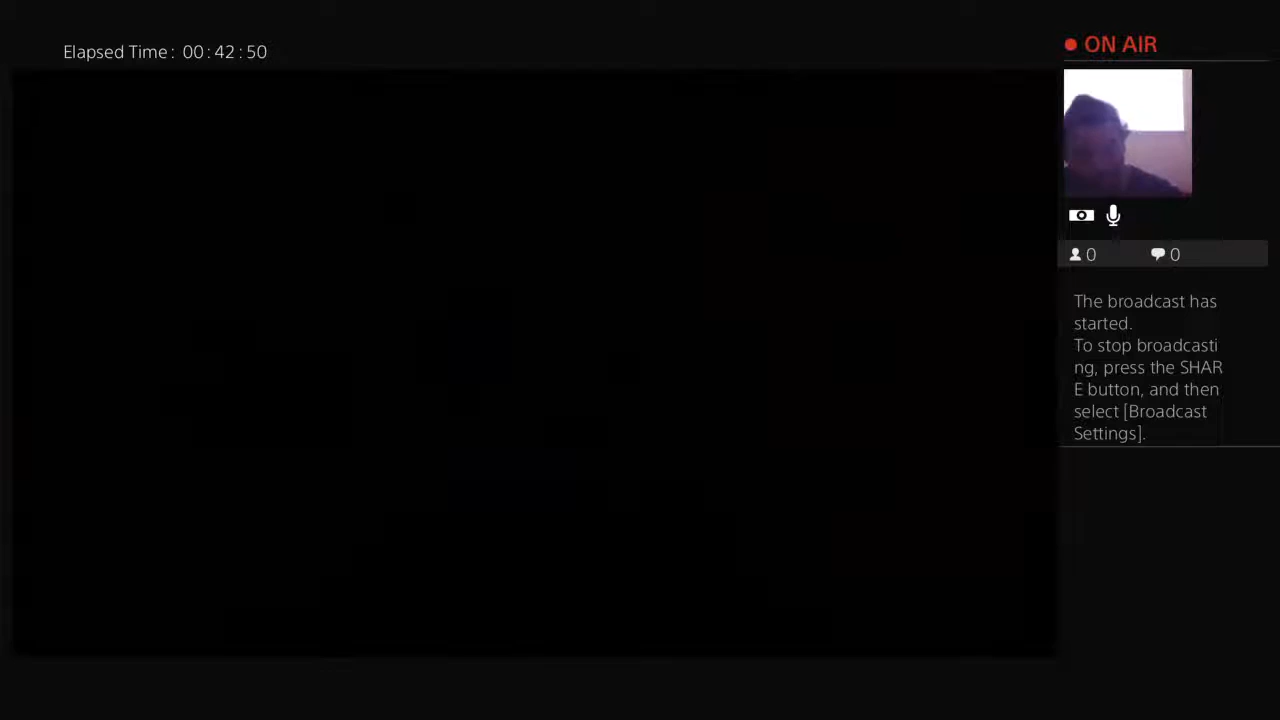 Elapsed Time: 00:42:50
ON AIR
0 0
The broadcast has
started.
To stop broadcasti
ng, press the SHAR
E button, and then
select [Broadcast
Settings].